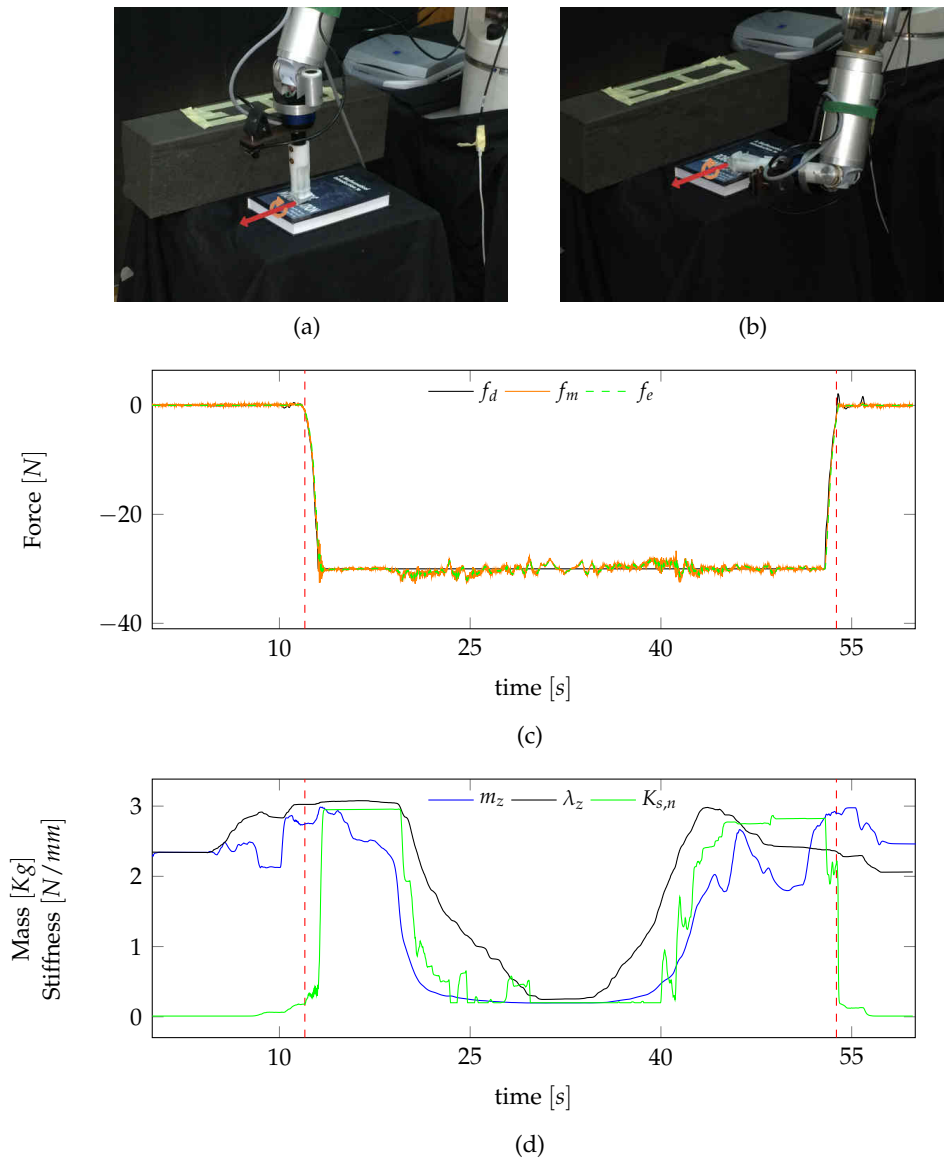 (a)
(b)
f_d f_m f_e
0
−20
−40
Force [N]
10 25 40 55
time [s]
(c)
m_z λ_z K_{s,n}
3
2
1
0
Mass [Kg]
Stiffness [N/mm]
10 25 40 55
time [s]
(d)